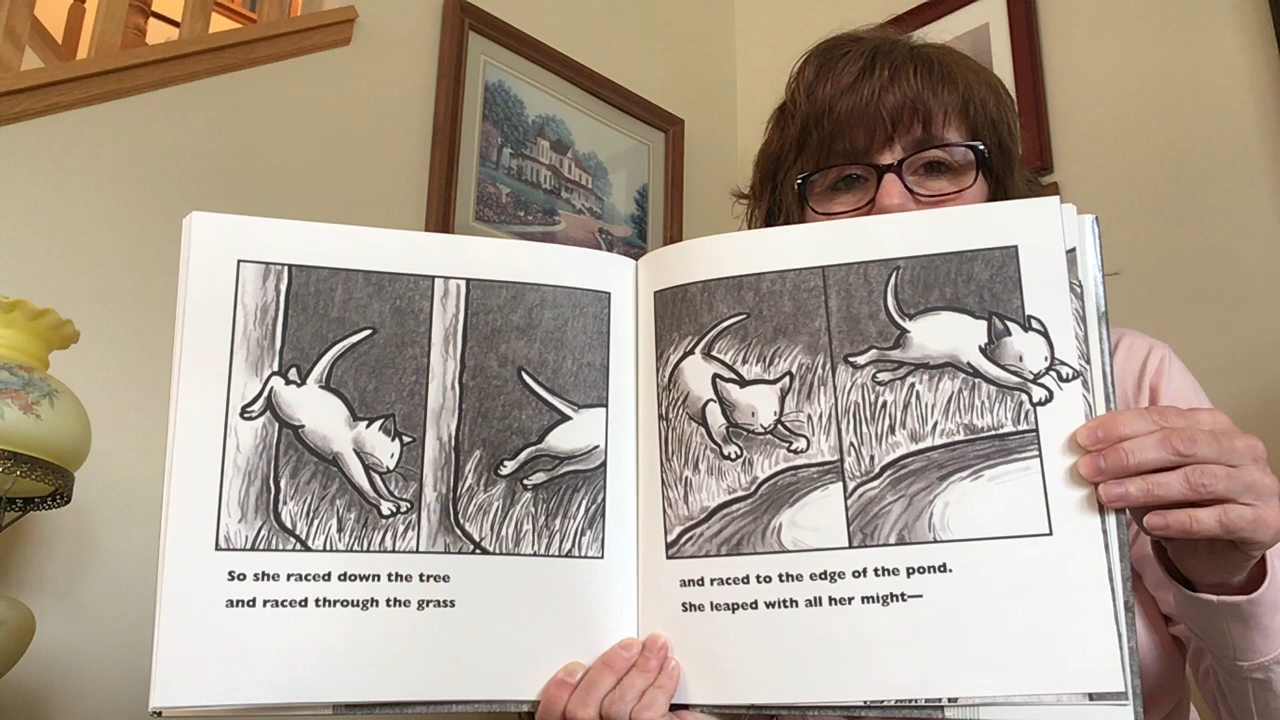 So she raced down the tree
and raced through the grass
and raced to the edge of the pond.
She leaped with all her might—